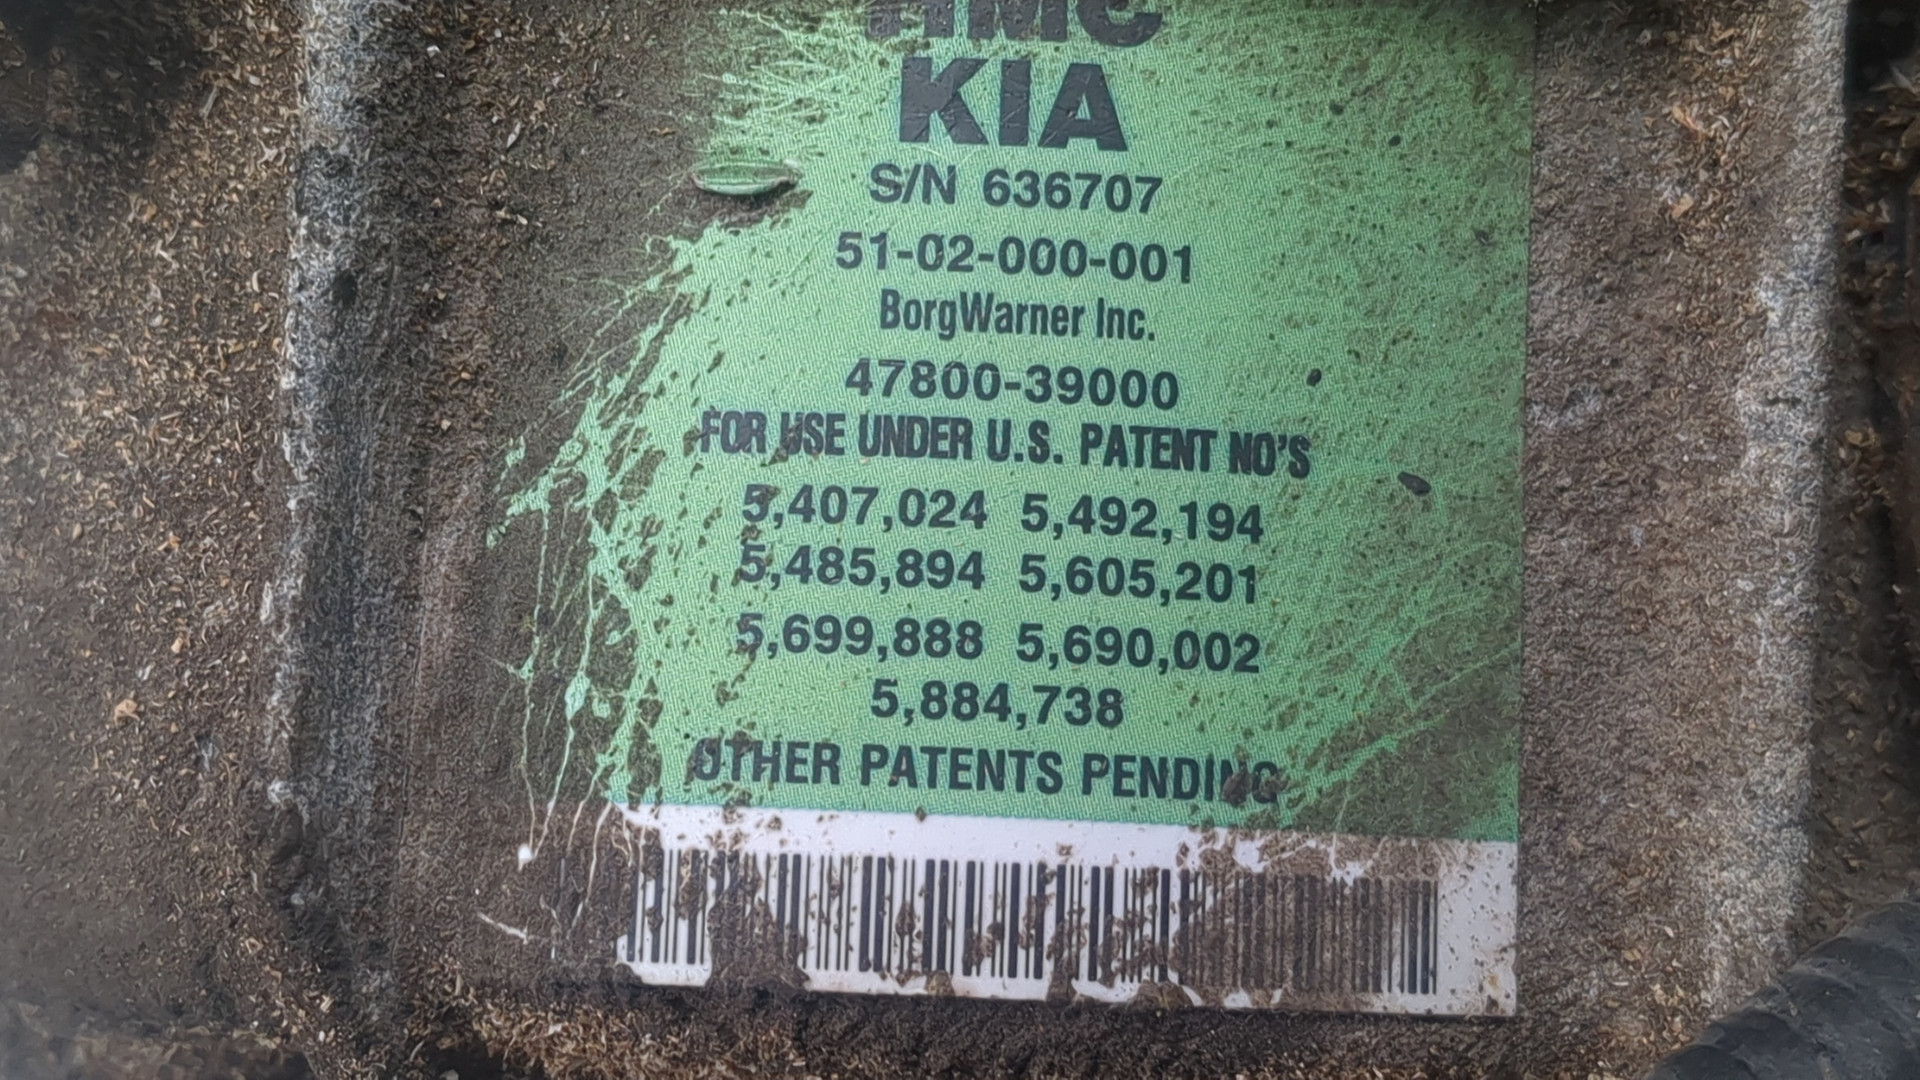 HMC
KIA
S/N 636707
51-02-000-001
BorgWarner Inc.
47800-39000
FOR USE UNDER U.S. PATENT NO'S
5,407,024 5,492,194
5,485,894 5,605,201
5,699,888 5,690,002
5,884,738
OTHER PATENTS PENDING